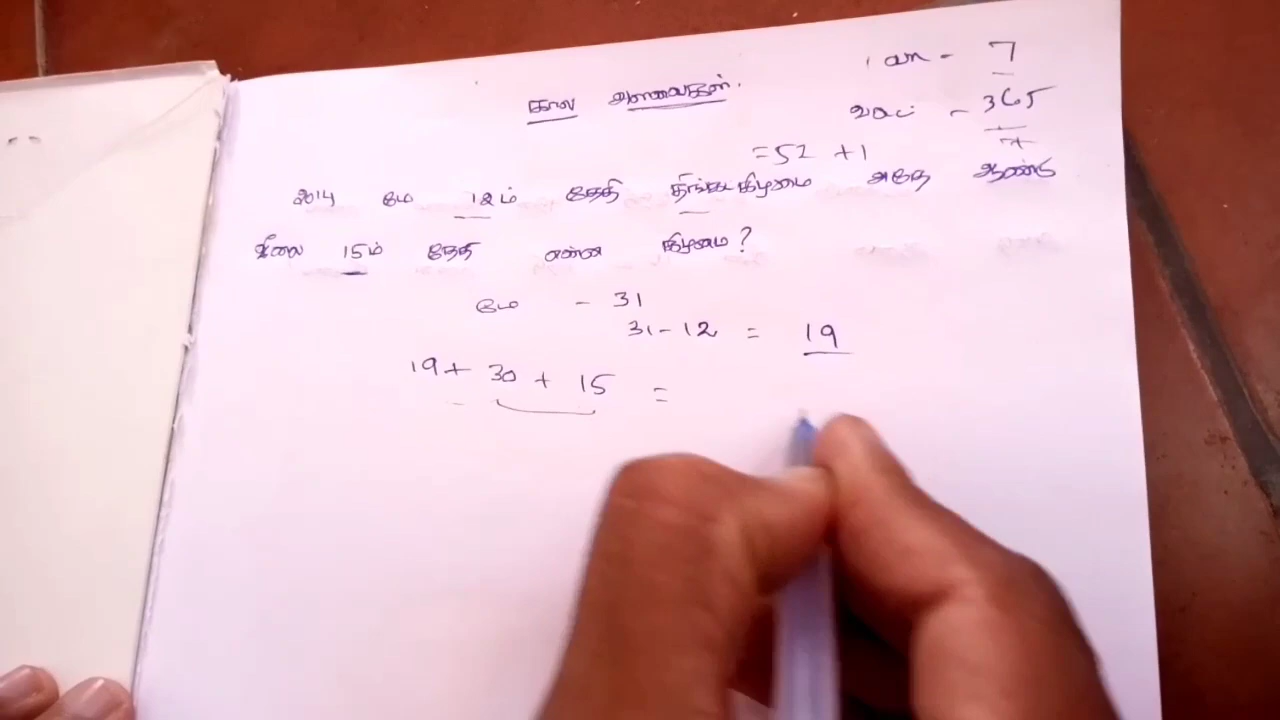 கால அளவைகள்.
1 வா - 7
வரு - 365
7
= 52 + 1
2014 மே 12ம் தேதி திங்கட்கிழமை அதே ஆண்டு
ஜீலை 15ம் தேதி என்ன கிழமை?
மே - 31
31 - 12 = 19
19 + 30 + 15 =